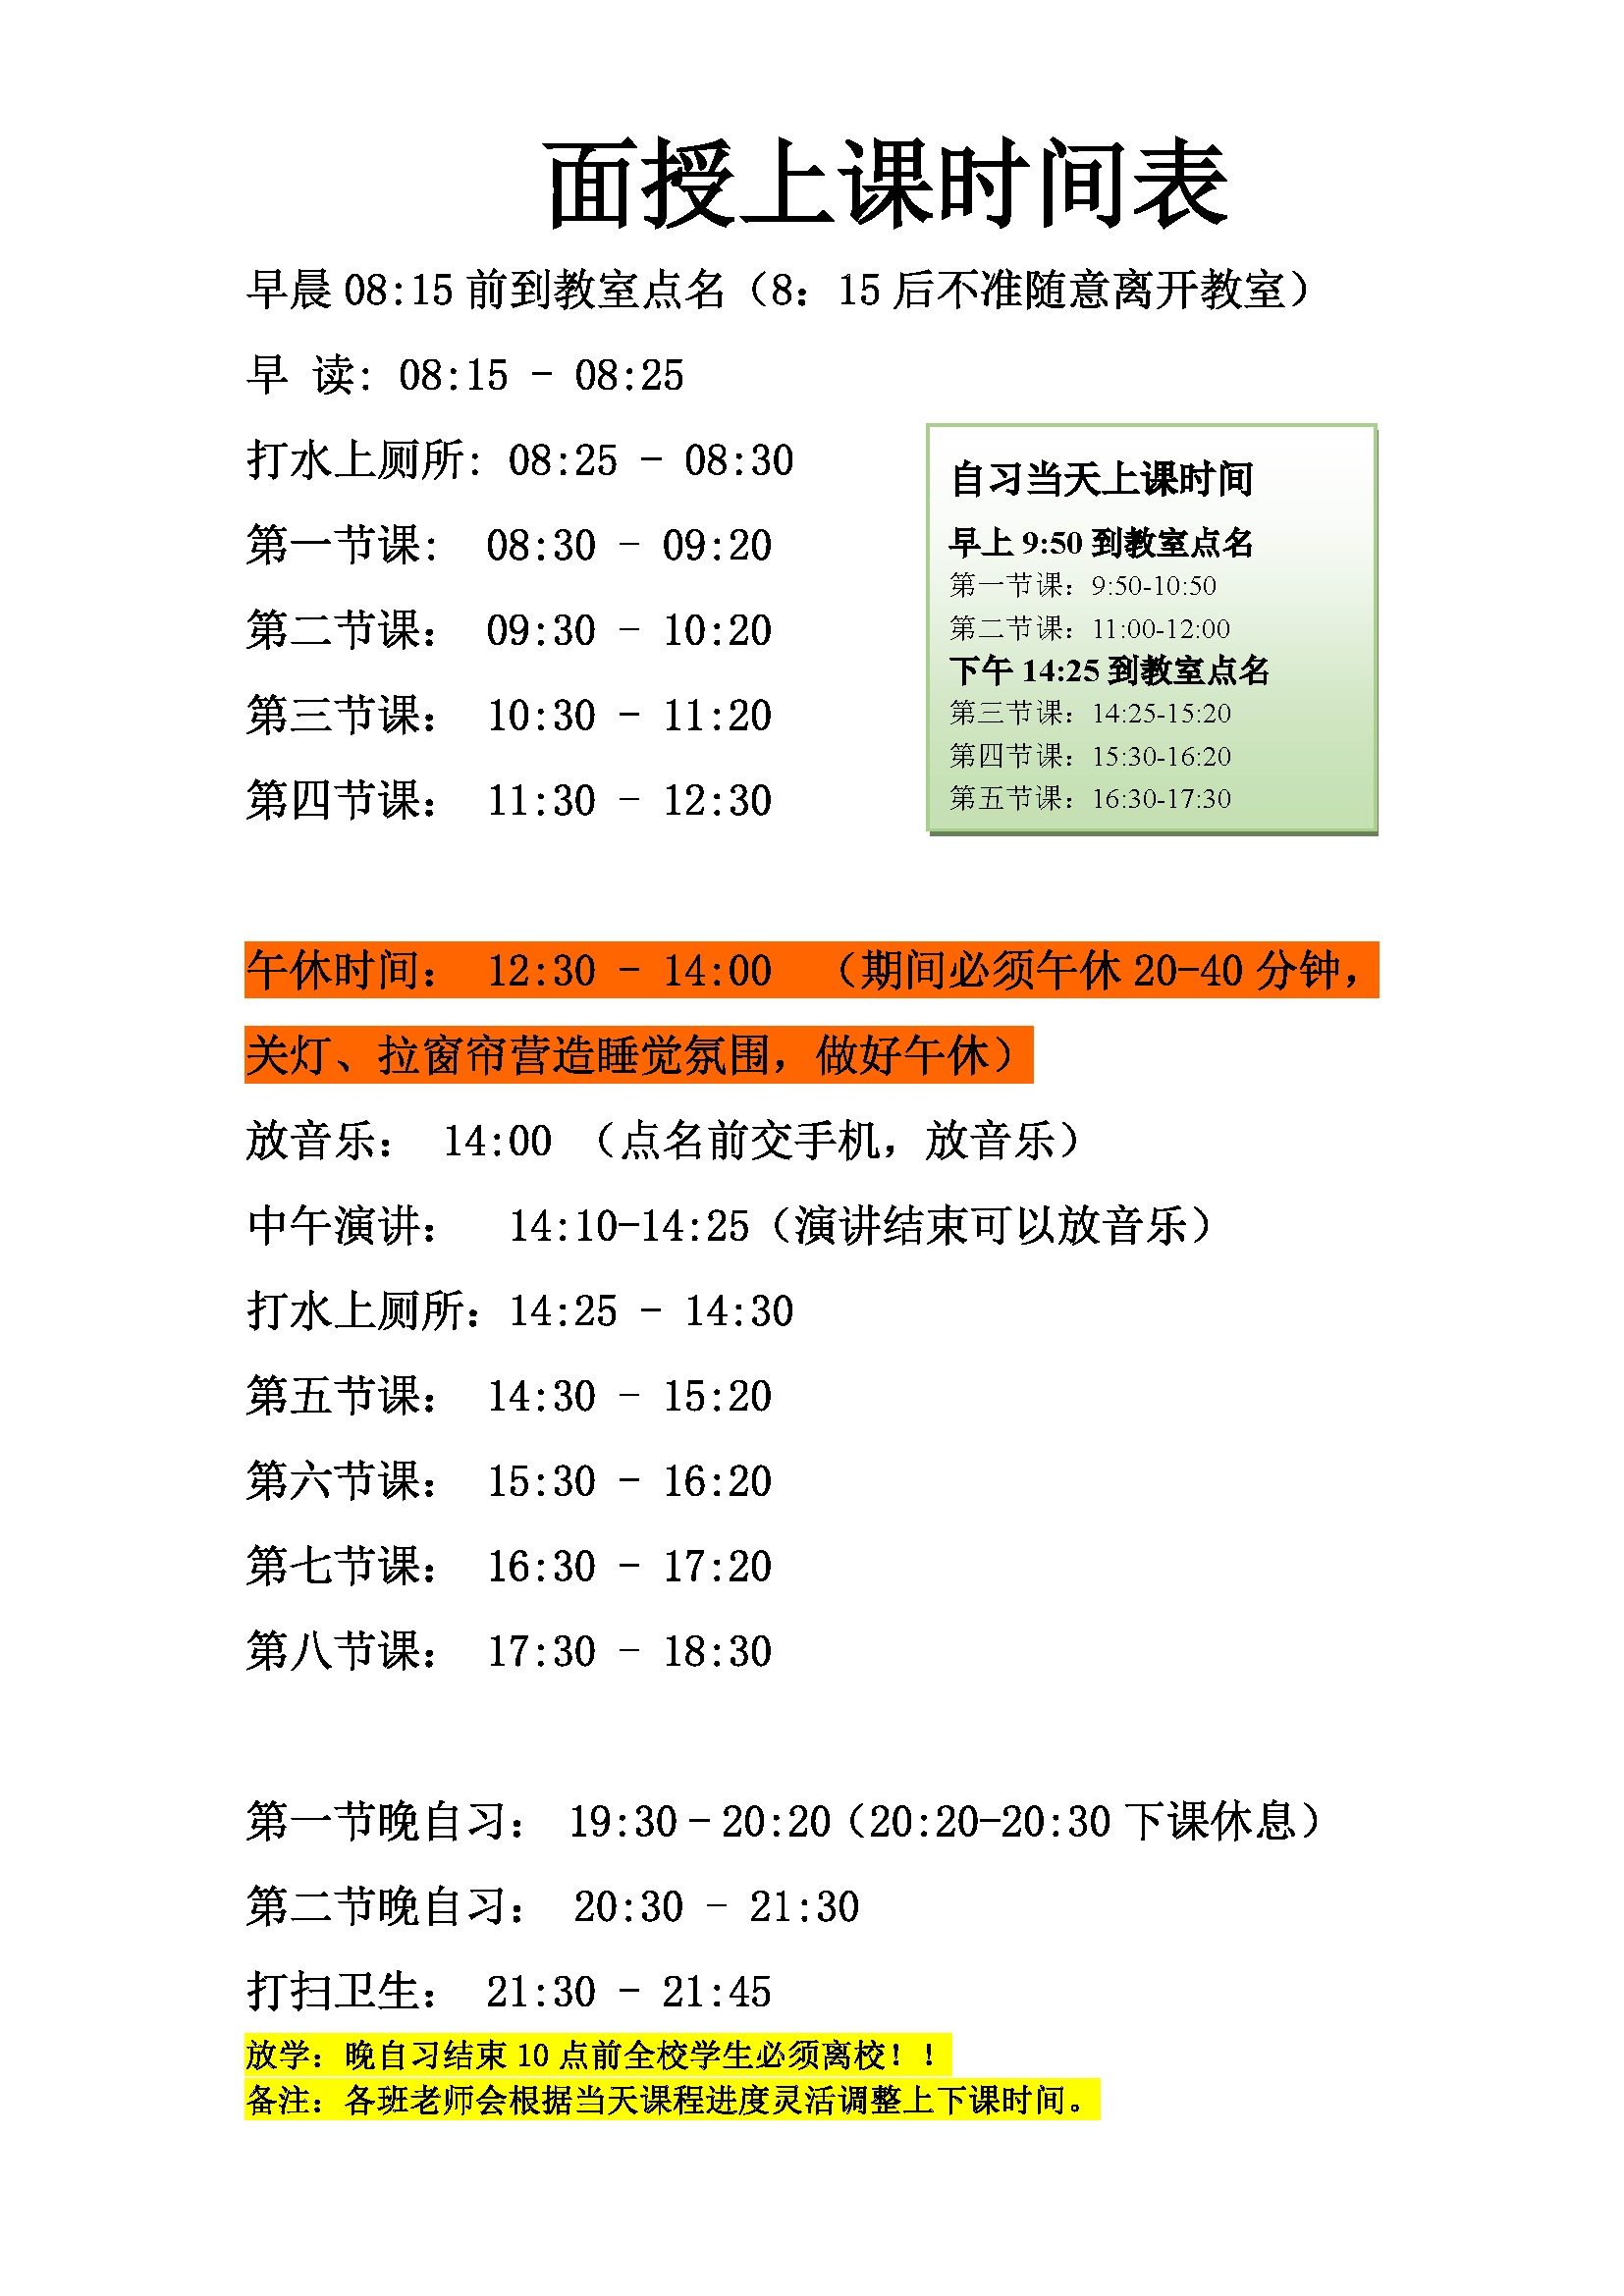 面授上课时间表
早晨 08:15 前到教室点名（8：15 后不准随意离开教室）
早 读: 08:15 - 08:25
打水上厕所: 08:25 - 08:30
第一节课: 08:30 - 09:20
第二节课： 09:30 - 10:20
第三节课： 10:30 - 11:20
第四节课： 11:30 - 12:30
自习当天上课时间
早上 9:50 到教室点名
第一节课：9:50-10:50
第二节课：11:00-12:00
下午 14:25 到教室点名
第三节课：14:25-15:20
第四节课：15:30-16:20
第五节课：16:30-17:30
午休时间： 12:30 - 14:00 （期间必须午休 20-40 分钟，
关灯、拉窗帘营造睡觉氛围，做好午休）
放音乐： 14:00 （点名前交手机，放音乐）
中午演讲： 14:10-14:25（演讲结束可以放音乐）
打水上厕所：14:25 - 14:30
第五节课： 14:30 - 15:20
第六节课： 15:30 - 16:20
第七节课： 16:30 - 17:20
第八节课： 17:30 - 18:30
第一节晚自习： 19:30-20:20（20:20-20:30 下课休息）
第二节晚自习： 20:30 - 21:30
打扫卫生： 21:30 - 21:45
放学：晚自习结束 10 点前全校学生必须离校！！
备注：各班老师会根据当天课程进度灵活调整上下课时间。